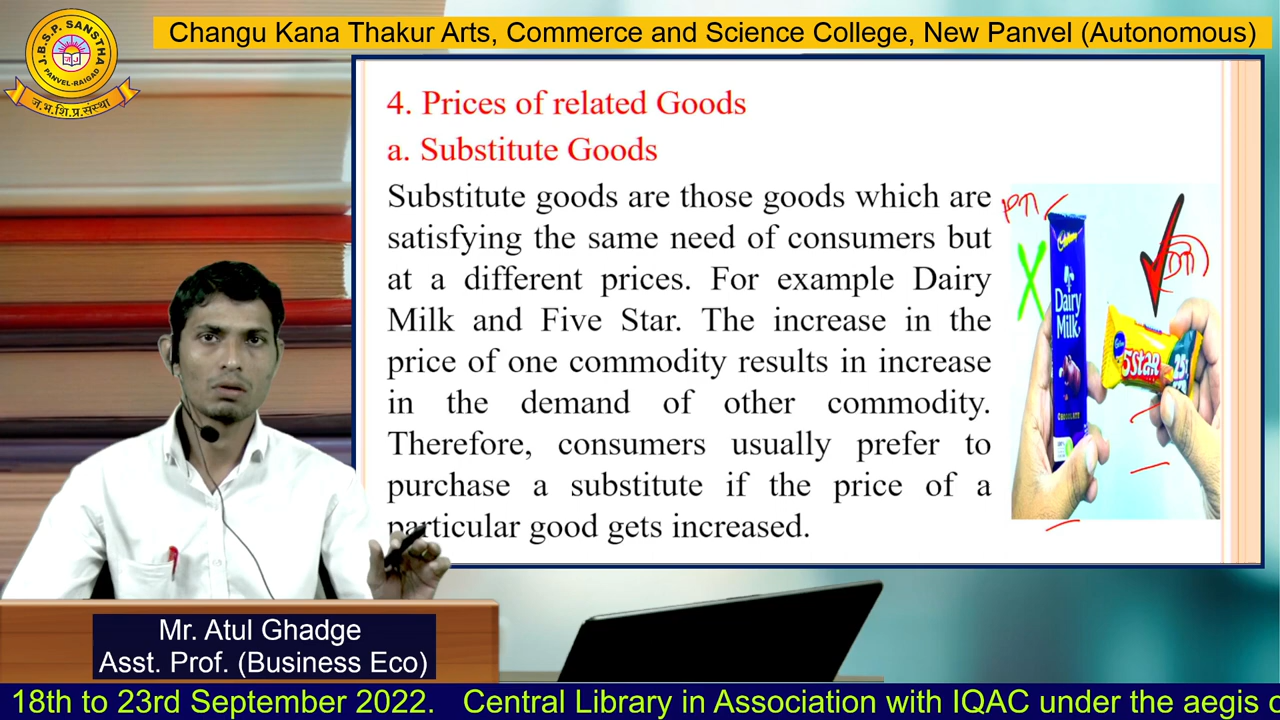 J.B.S.P. SANSTHA
PANVEL-RAIGAD
ज.भ.शि.प्र.संस्था
Changu Kana Thakur Arts, Commerce and Science College, New Panvel (Autonomous)
4. Prices of related Goods
a. Substitute Goods
Substitute goods are those goods which are
satisfying the same need of consumers but
at a different prices. For example Dairy
Milk and Five Star. The increase in the
price of one commodity results in increase
in the demand of other commodity.
Therefore, consumers usually prefer to
purchase a substitute if the price of a
particular good gets increased.
Cadbury
Dairy
Milk
CHOCOLATE
5Star
Mr. Atul Ghadge
Asst. Prof. (Business Eco)
18th to 23rd September 2022. Central Library in Association with IQAC under the aegis